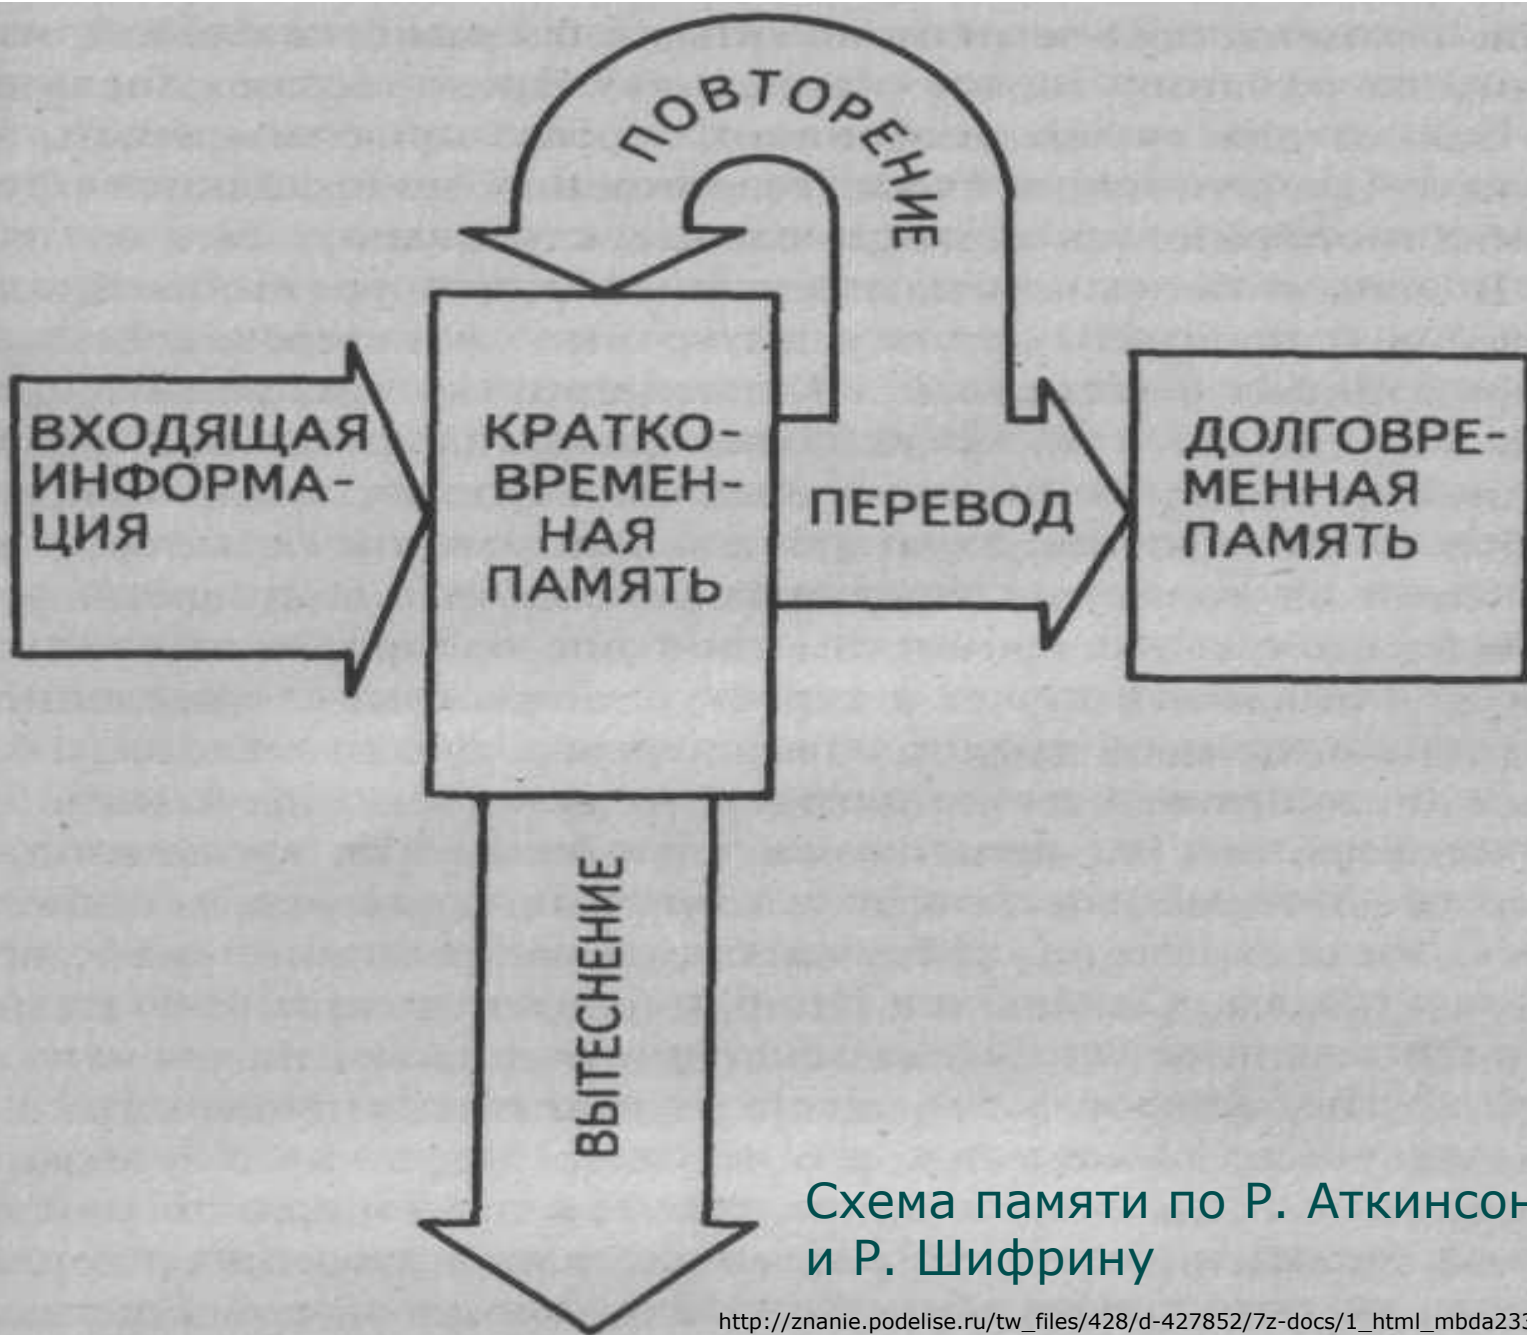 ПОВТОРЕНИЕ
ВХОДЯЩАЯ
ИНФОРМА-
ЦИЯ
КРАТКО-
ВРЕМЕН-
НАЯ
ПАМЯТЬ
ПЕРЕВОД
ДОЛГОВРЕ-
МЕННАЯ
ПАМЯТЬ
ВЫТЕСНЕНИЕ
Схема памяти по Р. Аткинсон
и Р. Шифрину
http://znanie.podelise.ru/tw_files/428/d-427852/7z-docs/1_html_mbda233